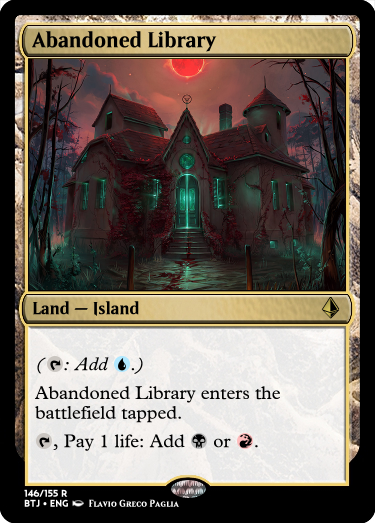 Abandoned Library
Land — Island
(T: Add U.)
Abandoned Library enters the
battlefield tapped.
T, Pay 1 life: Add B or R.
146/155 R
BTJ • ENG Flavio Greco Paglia